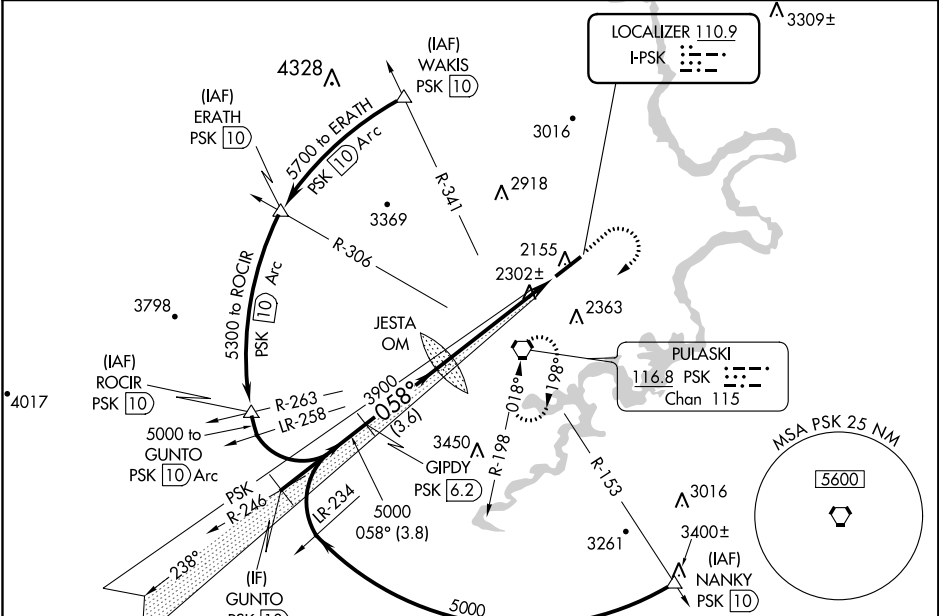 LOCALIZER 110.9
I-PSK
3309±
(IAF)
WAKIS
PSK 10
4328
(IAF)
ERATH
PSK 10
5700 to ERATH
PSK 10 Arc
3016
R-341
2918
3369
R-306
2155
2302±
5300 to ROCIR
PSK 10 Arc
3798
2363
JESTA
OM
PULASKI
116.8 PSK
Chan 115
(IAF)
ROCIR
PSK 10
4017
R-263
LR-258
3900
058°
(3.6)
018°
198°
5000 to
GUNTO
PSK 10 Arc
3450
GIPDY
PSK 6.2
R-198
R-153
MSA PSK 25 NM
5600
PSK
R-246
LR-234
5000
058° (3.8)
3016
3261
3400±
238°
(IF)
GUNTO
PSK 10
(IAF)
NANKY
PSK 10
5000